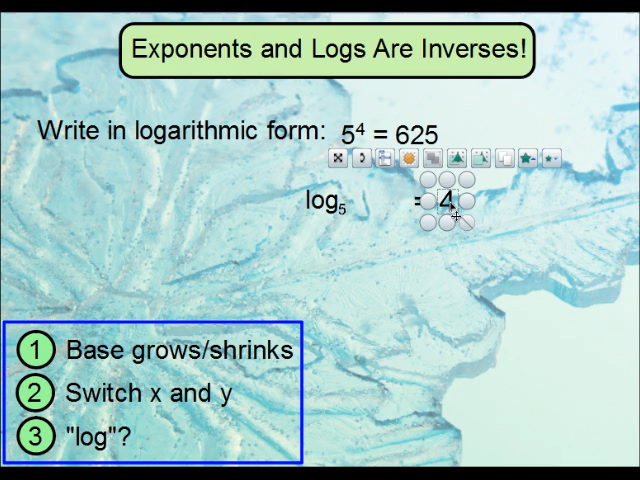 Exponents and Logs Are Inverses!
Write in logarithmic form: 5⁴ = 625
log₅ = 4
1 Base grows/shrinks
2 Switch x and y
3 "log"?